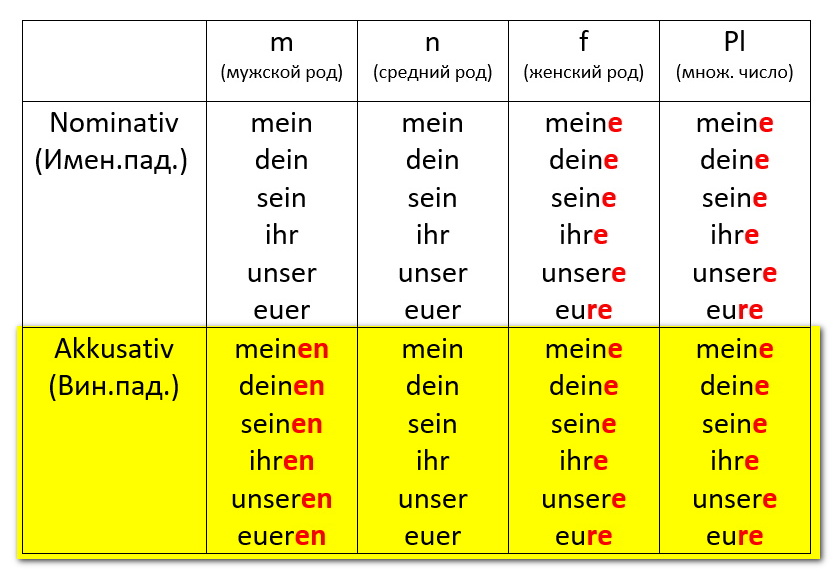 m n f Pl
(мужской род) (средний род) (женский род) (множ. число)
Nominativ mein mein meine meine
(Имен.пад.) dein dein deine deine
sein sein seine seine
ihr ihr ihre ihre
unser unser unsere unsere
euer euer eure eure
Akkusativ meinen mein meine meine
(Вин.пад.) deinen dein deine deine
seinen sein seine seine
ihren ihr ihre ihre
unseren unser unsere unsere
eueren euer eure eure